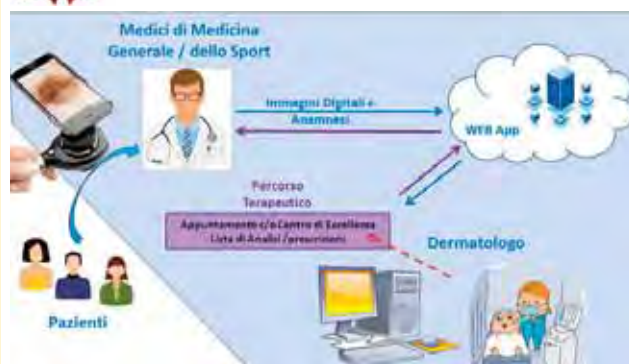 Medici di Medicina
Generale / dello Sport
Immagini Digitali e
Anamnesi
WEB App
Percorso
Terapeutico
Appuntamento c/o Centro di Eccellenza
Lista di Analisi /prescrizioni
Dermatologo
Pazienti